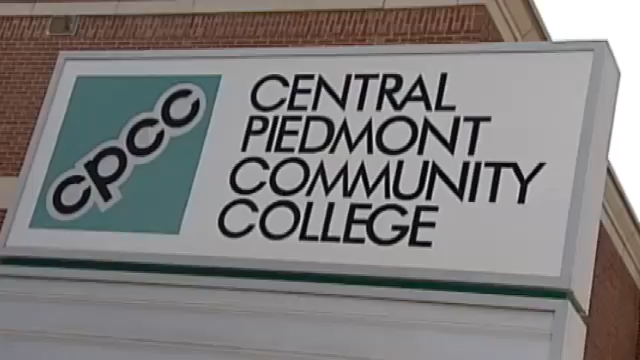 cpcc
CENTRAL
PIEDMONT
COMMUNITY
COLLEGE